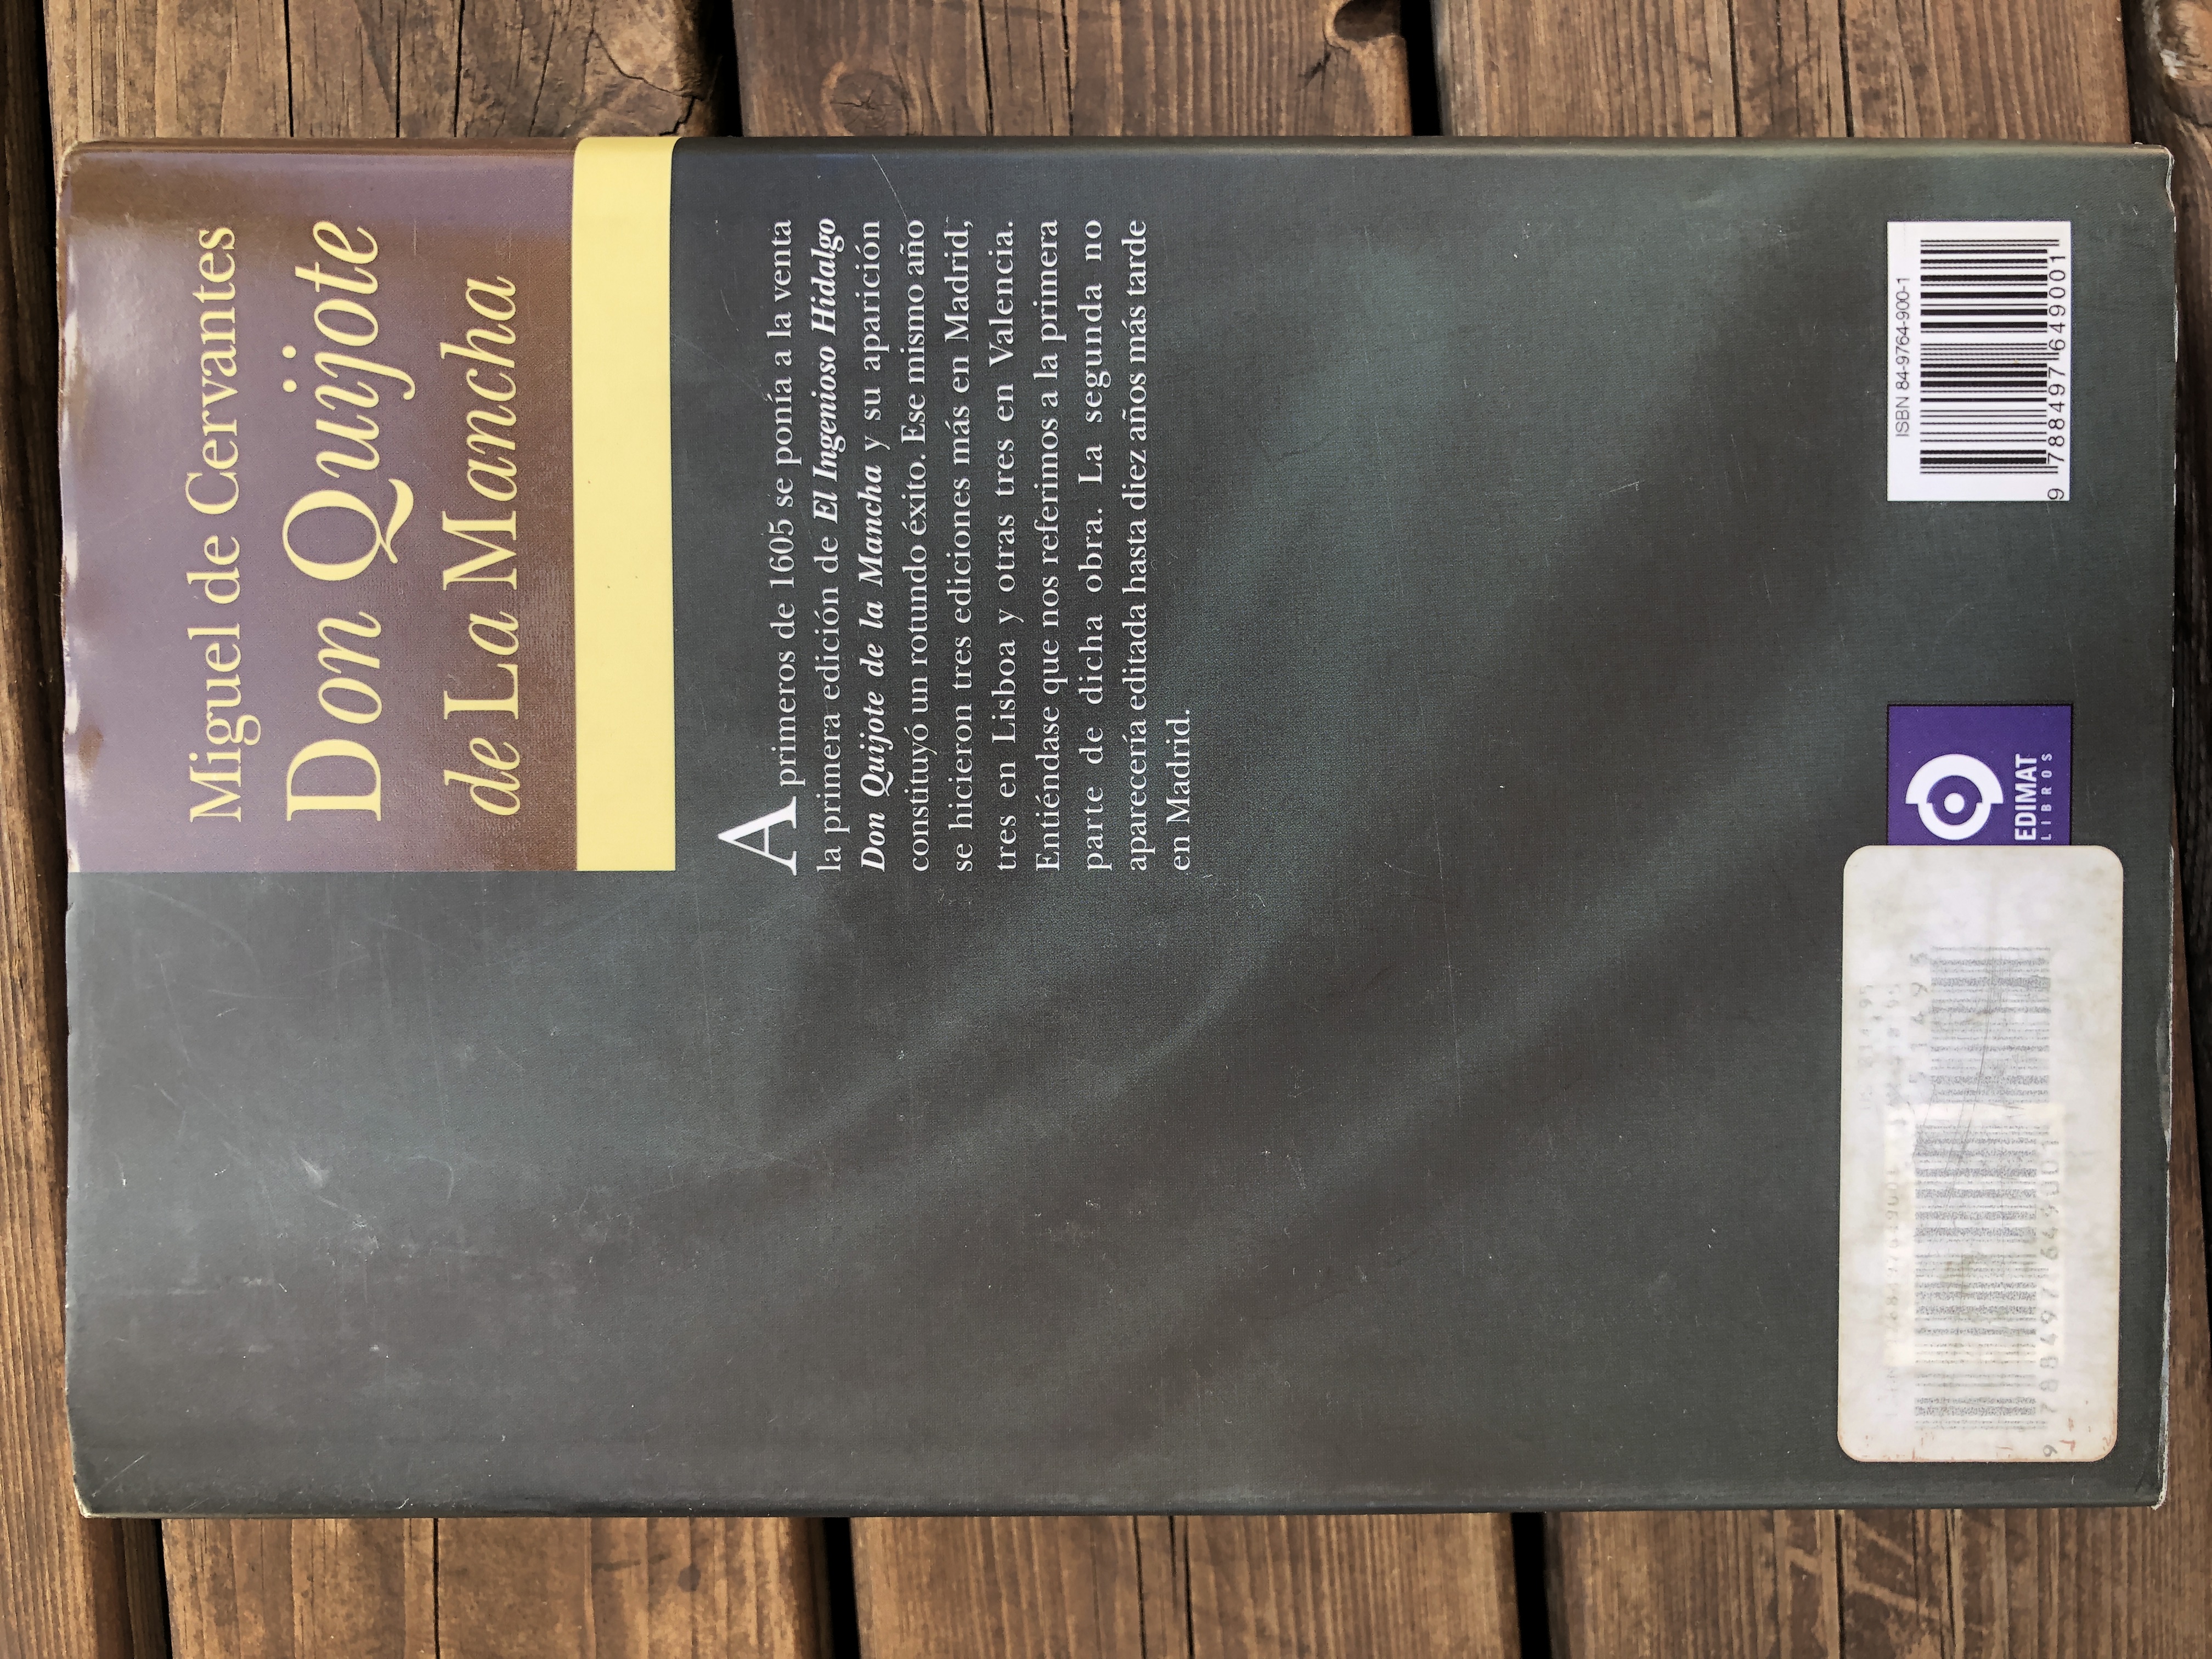 Miguel de Cervantes
Don Quijote
de La Mancha
A primeros de 1605 se ponía a la venta
la primera edición de El Ingenioso Hidalgo
Don Quijote de la Mancha y su aparición
constituyó un rotundo éxito. Ese mismo año
se hicieron tres ediciones más en Madrid,
tres en Lisboa y otras tres en Valencia.
Entiéndase que nos referimos a la primera
parte de dicha obra. La segunda no
aparecería editada hasta diez años más tarde
en Madrid.
EDIMAT
LIBROS
ISBN 84-9764-900-1
9 788497 649001
9 788497 649001